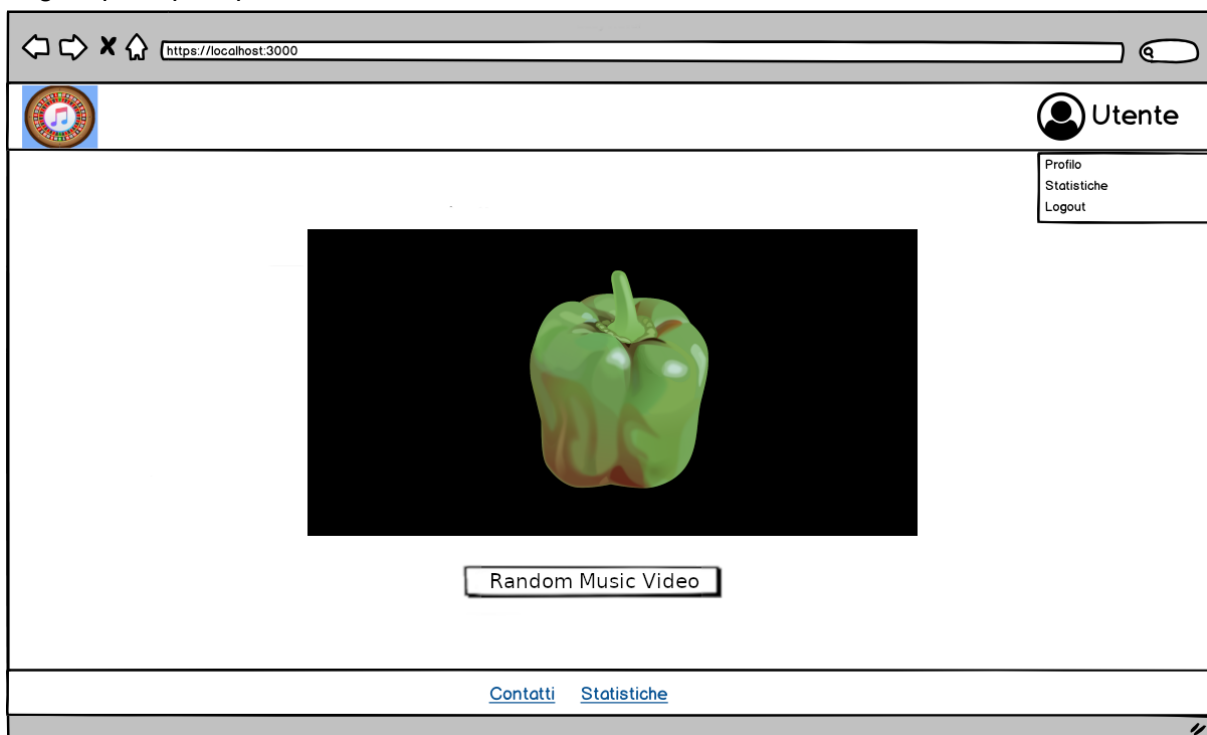 https://localhost:3000
Utente
Profilo
Statistiche
Logout
Random Music Video
Contatti Statistiche